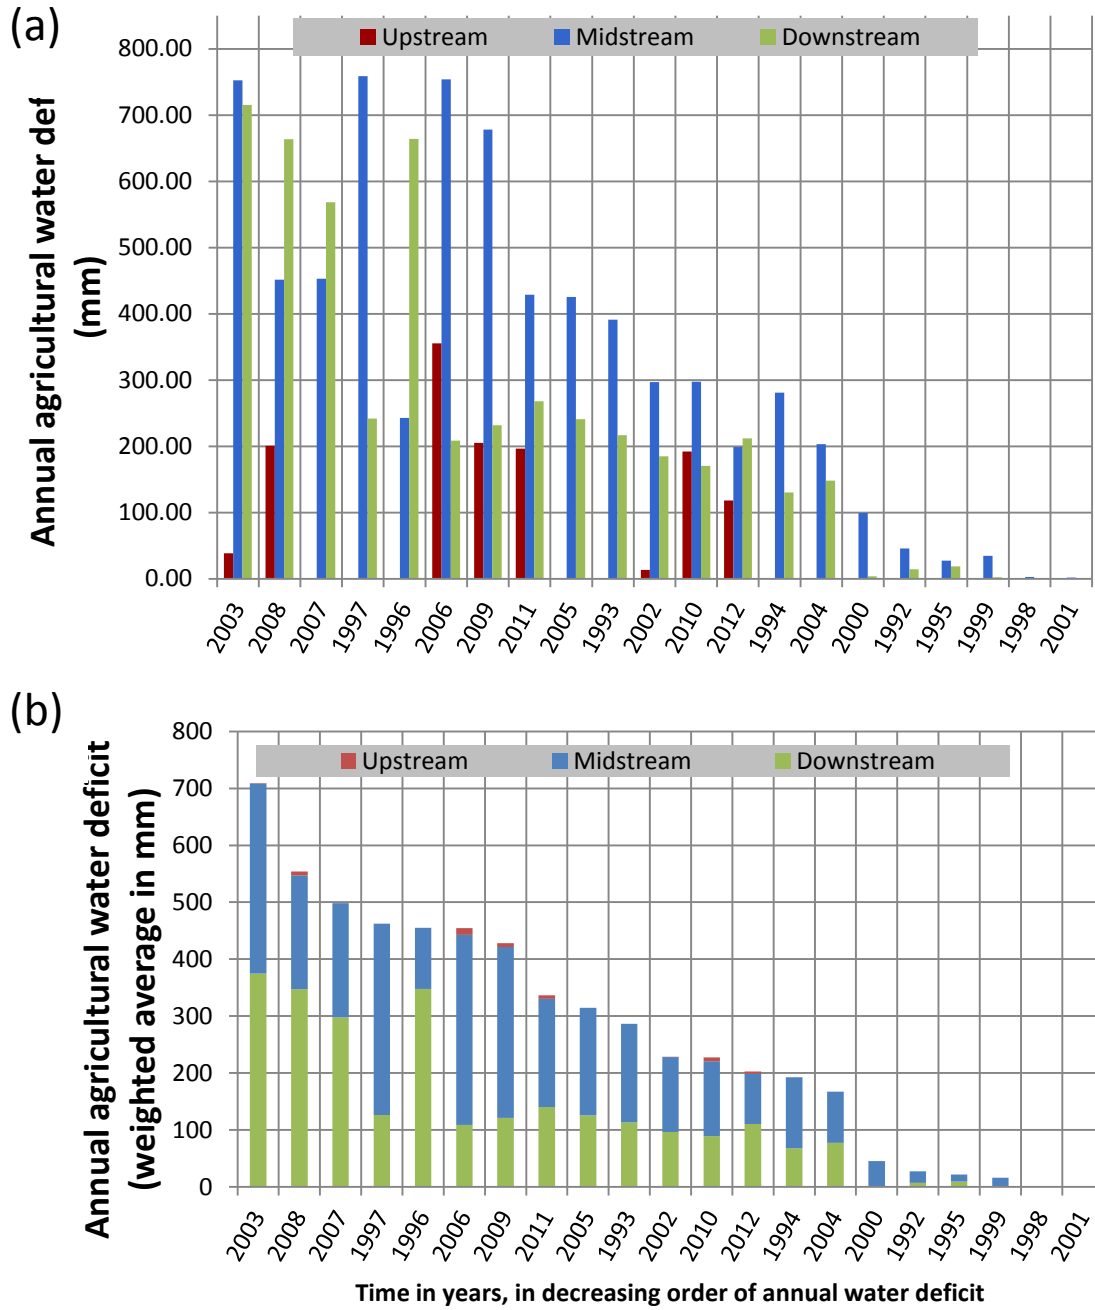 (a)
Upstream Midstream Downstream
Annual agricultural water def
(mm)
800.00
700.00
600.00
500.00
400.00
300.00
200.00
100.00
0.00
2003 2008 2007 1997 1996 2006 2009 2011 2005 1993 2002 2010 2012 1994 2004 2000 1992 1995 1999 1998 2001
(b)
Upstream Midstream Downstream
Annual agricultural water deficit
(weighted average in mm)
800
700
600
500
400
300
200
100
0
2003 2008 2007 1997 1996 2006 2009 2011 2005 1993 2002 2010 2012 1994 2004 2000 1992 1995 1999 1998 2001
Time in years, in decreasing order of annual water deficit